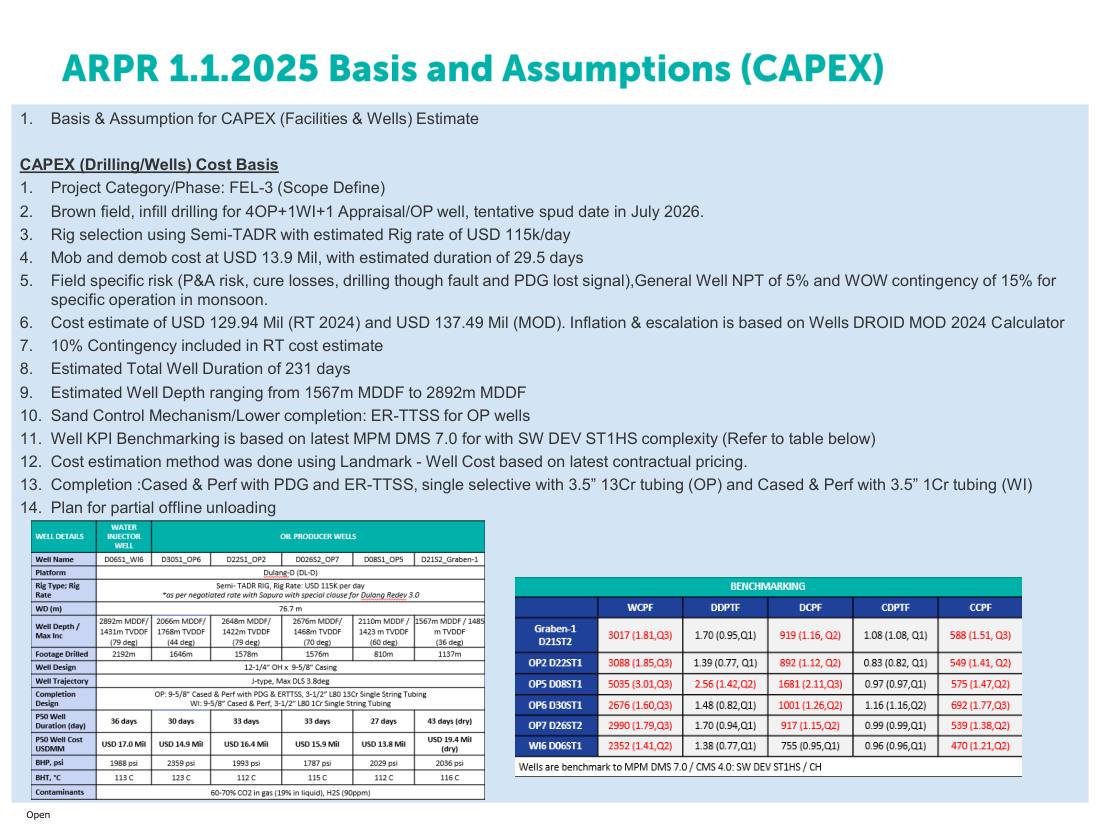 ARPR 1.1.2025 Basis and Assumptions (CAPEX)
1. Basis & Assumption for CAPEX (Facilities & Wells) Estimate
CAPEX (Drilling/Wells) Cost Basis
1. Project Category/Phase: FEL-3 (Scope Define)
2. Brown field, infill drilling for 4OP+1WI+1 Appraisal/OP well, tentative spud date in July 2026.
3. Rig selection using Semi-TADR with estimated Rig rate of USD 115k/day
4. Mob and demob cost at USD 13.9 Mil, with estimated duration of 29.5 days
5. Field specific risk (P&A risk, cure losses, drilling though fault and PDG lost signal),General Well NPT of 5% and WOW contingency of 15% for
specific operation in monsoon.
6. Cost estimate of USD 129.94 Mil (RT 2024) and USD 137.49 Mil (MOD). Inflation & escalation is based on Wells DROID MOD 2024 Calculator
7. 10% Contingency included in RT cost estimate
8. Estimated Total Well Duration of 231 days
9. Estimated Well Depth ranging from 1567m MDDF to 2892m MDDF
10. Sand Control Mechanism/Lower completion: ER-TTSS for OP wells
11. Well KPI Benchmarking is based on latest MPM DMS 7.0 for with SW DEV ST1HS complexity (Refer to table below)
12. Cost estimation method was done using Landmark - Well Cost based on latest contractual pricing.
13. Completion :Cased & Perf with PDG and ER-TTSS, single selective with 3.5” 13Cr tubing (OP) and Cased & Perf with 3.5” 1Cr tubing (WI)
14. Plan for partial offline unloading
WELL DETAILS WATER INJECTOR WELL OIL PRODUCER WELLS
Well Name D06S1_WI6 D30S1_OP6 D22S1_OP2 D026S2_OP7 D08S1_OP5 D21S2_Graben-1
Platform Dulang-D (DL-D)
Rig Type; Rig Rate Semi- TADR RIG, Rig Rate: USD 115K per day
*as per negotiated rate with Sapura with special clause for Dulang Redev 3.0
WD (m) 76.7 m
Well Depth / Max Inc 2892m MDDF/ 1431m TVDDF (79 deg) 2066m MDDF/ 1768m TVDDF (44 deg) 2648m MDDF/ 1422m TVDDF (79 deg) 2676m MDDF/ 1468m TVDDF (70 deg) 2110m MDDF / 1423 m TVDDF (60 deg) 1567m MDDF / 1485 m TVDDF (36 deg)
Footage Drilled 2192m 1646m 1578m 1576m 810m 1137m
Well Design 12-1/4” OH x 9-5/8” Casing
Well Trajectory J-type, Max DLS 3.8deg
Completion Design OP: 9-5/8” Cased & Perf with PDG & ERTTSS, 3-1/2” L80 13Cr Single String Tubing
WI: 9-5/8” Cased & Perf, 3-1/2” L80 1Cr Single String Tubing
P50 Well Duration (day) 36 days 30 days 33 days 33 days 27 days 43 days (dry)
P50 Well Cost USDMM USD 17.0 Mil USD 14.9 Mil USD 16.4 Mil USD 15.9 Mil USD 13.8 Mil USD 19.4 Mil (dry)
BHP, psi 1988 psi 2359 psi 1993 psi 1787 psi 2029 psi 2036 psi
BHT, °C 113 C 123 C 112 C 115 C 112 C 116 C
Contaminants 60-70% CO2 in gas (19% in liquid), H2S (90ppm)
BENCHMARKING
WCPF DDPTF DCPF CDPTF CCPF
Graben-1 D21ST2 3017 (1.81,Q3) 1.70 (0.95,Q1) 919 (1.16, Q2) 1.08 (1.08, Q1) 588 (1.51, Q3)
OP2 D22ST1 3088 (1.85,Q3) 1.39 (0.77, Q1) 892 (1.12, Q2) 0.83 (0.82, Q1) 549 (1.41, Q2)
OP5 D08ST1 5035 (3.01,Q3) 2.56 (1.42,Q2) 1681 (2.11,Q3) 0.97 (0.97,Q1) 575 (1.47,Q2)
OP6 D30ST1 2676 (1.60,Q3) 1.48 (0.82, Q1) 1001 (1.26,Q2) 1.16 (1.16,Q2) 692 (1.77,Q3)
OP7 D26ST2 2990 (1.79,Q3) 1.70 (0.94,Q1) 917 (1.15,Q2) 0.99 (0.99,Q1) 539 (1.38,Q2)
WI6 D06ST1 2352 (1.41,Q2) 1.38 (0.77,Q1) 755 (0.95,Q1) 0.96 (0.96,Q1) 470 (1.21,Q2)
Wells are benchmark to MPM DMS 7.0 / CMS 4.0: SW DEV ST1HS / CH
Open